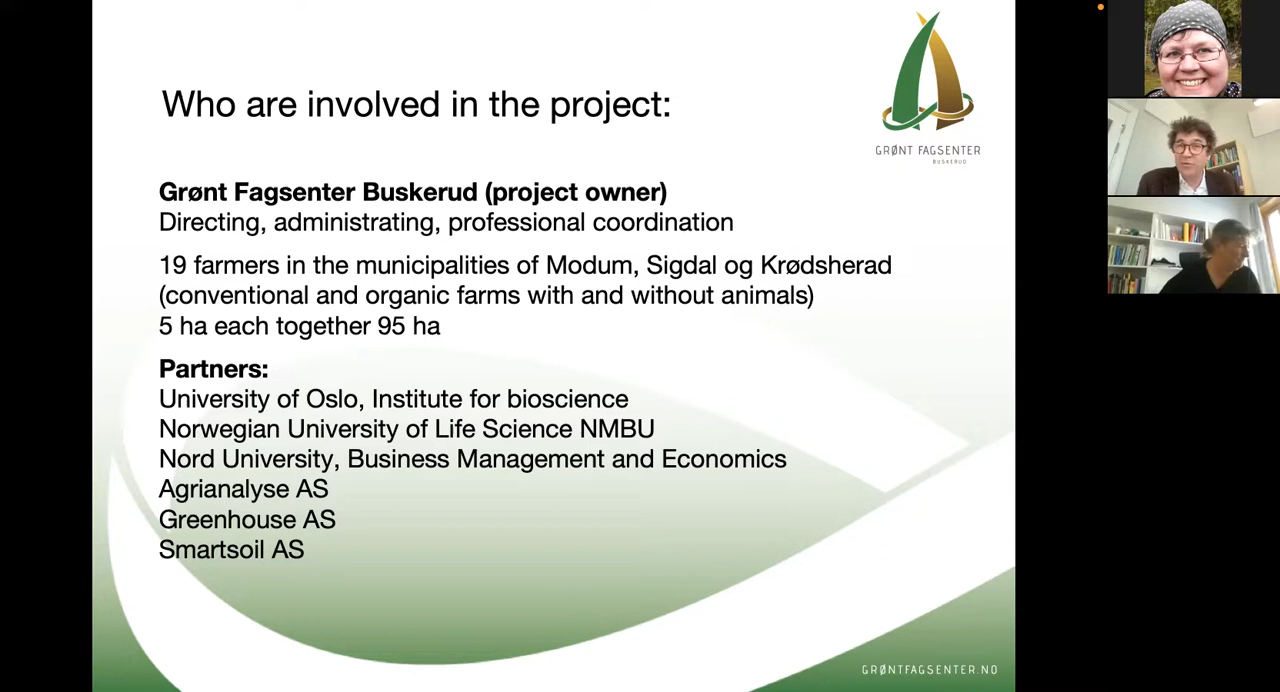 Who are involved in the project:
GRØNT FAGSENTER
BUSKERUD
Grønt Fagsenter Buskerud (project owner)
Directing, administrating, professional coordination
19 farmers in the municipalities of Modum, Sigdal og Krødsherad
(conventional and organic farms with and without animals)
5 ha each together 95 ha
Partners:
University of Oslo, Institute for bioscience
Norwegian University of Life Science NMBU
Nord University, Business Management and Economics
Agrianalyse AS
Greenhouse AS
Smartsoil AS
GRØNTFAGSENTER.NO